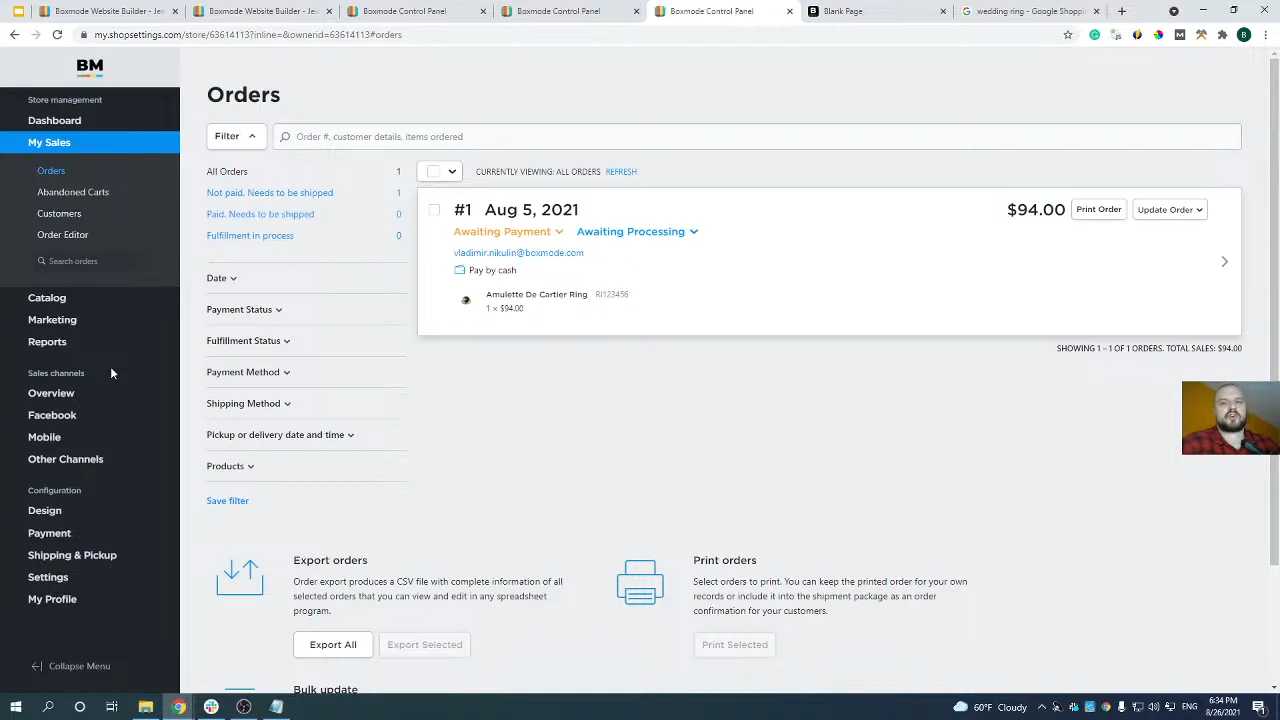 Boxmode Website Builder - Je
Boxmode Website Builder - Je
Boxmode Control Panel
Boxmode Control Panel
Boxmode Control Panel
Blank Page
wedding ring - Google Shoppin
my.shopsettings.com/store/63614113?inline=&ownerid=63614113#orders
BM
Store management
Dashboard
My Sales
Orders
Abandoned Carts
Customers
Order Editor
Search orders
Catalog
Marketing
Reports
Sales channels
Overview
Facebook
Mobile
Other Channels
Configuration
Design
Payment
Shipping & Pickup
Settings
My Profile
Collapse Menu
Orders
Filter
Order #, customer details, items ordered
All Orders 1
Not paid. Needs to be shipped 1
Paid. Needs to be shipped 0
Fulfillment in process 0
Date
Payment Status
Fulfillment Status
Payment Method
Shipping Method
Pickup or delivery date and time
Products
Save filter
CURRENTLY VIEWING: ALL ORDERS REFRESH
#1 Aug 5, 2021
$94.00 Print Order Update Order
Awaiting Payment Awaiting Processing
vladimir.nikulin@boxmode.com
Pay by cash
Amulette De Cartier Ring RI123456
1 × $94.00
SHOWING 1 – 1 OF 1 ORDERS. TOTAL SALES: $94.00
Export orders
Order export produces a CSV file with complete information of all
selected orders that you can view and edit in any spreadsheet
program.
Export All Export Selected
Print orders
Select orders to print. You can keep the printed order for your own
records or include it into the shipment package as an order
confirmation for your customers.
Print Selected
Bulk update
60°F Cloudy
ENG
6:34 PM
8/26/2021